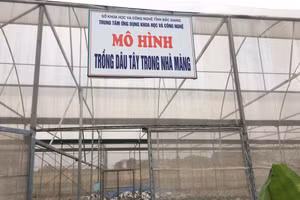 SỞ KHOA HỌC VÀ CÔNG NGHỆ TỈNH BẮC GIANG
TRUNG TÂM ỨNG DỤNG KHOA HỌC VÀ CÔNG NGHỆ
MÔ HÌNH
TRỒNG DÂU TÂY TRONG NHÀ MÀNG